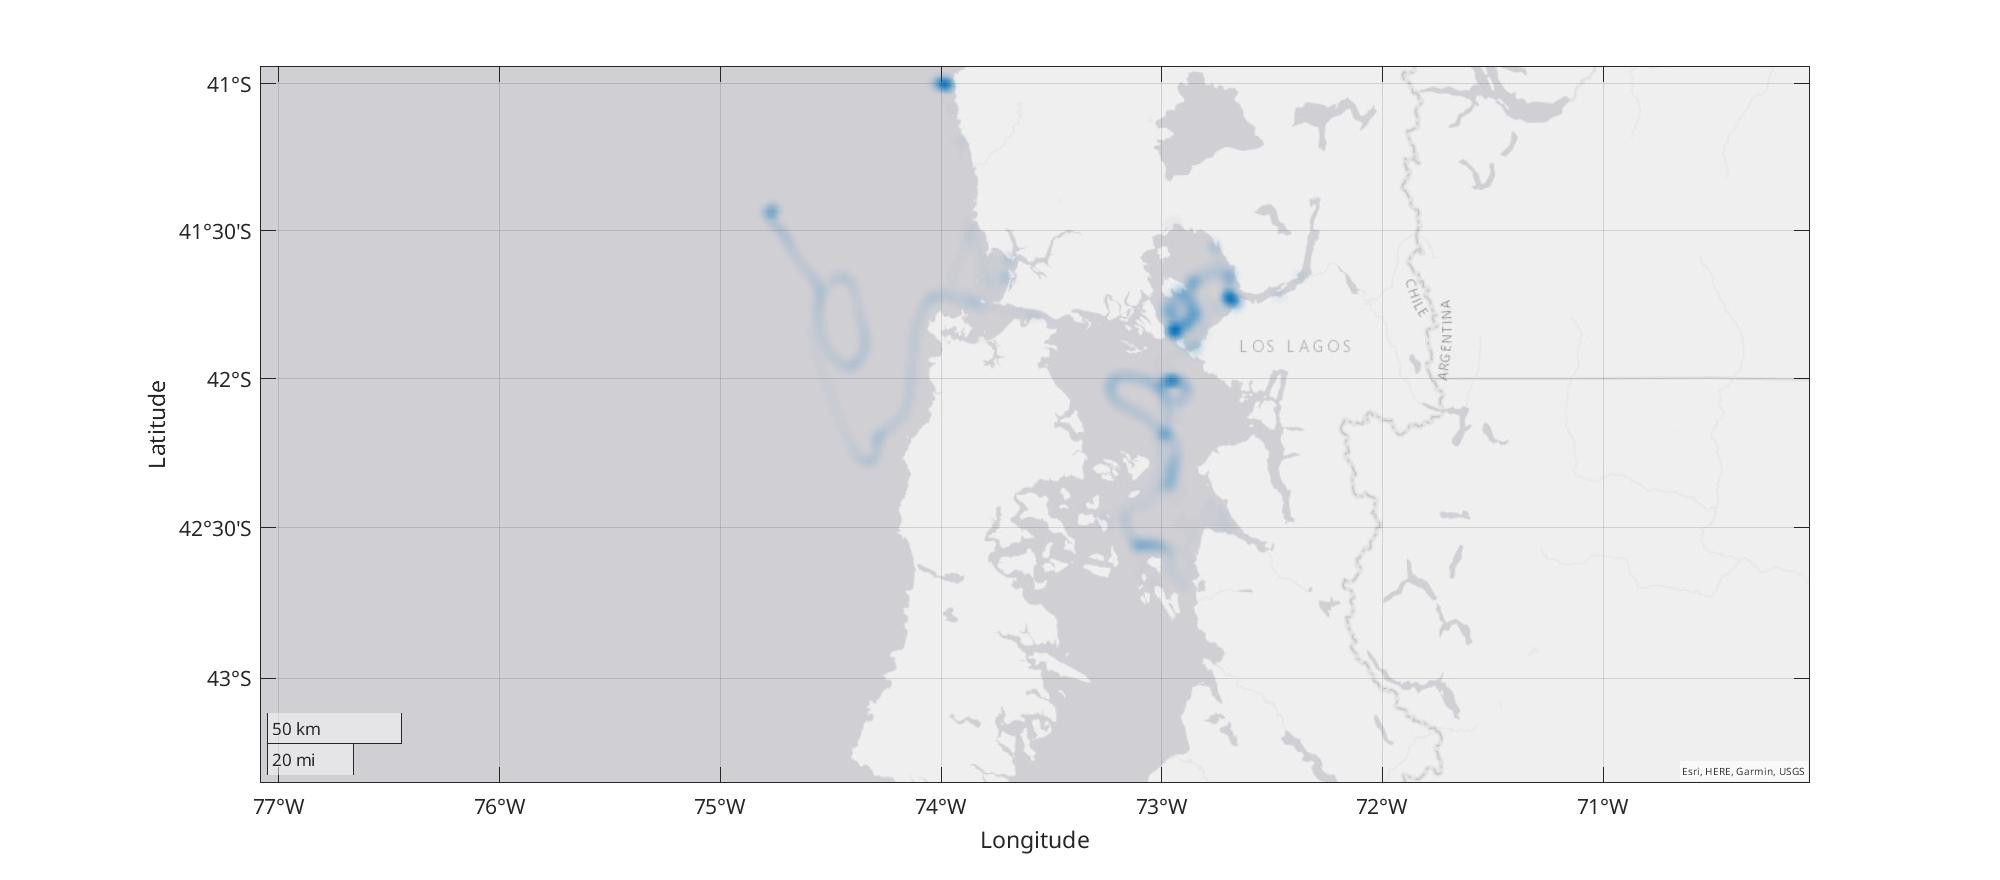 41°S
41°30'S
42°S
42°30'S
43°S
Latitude
CHILE
ARGENTINA
LOS LAGOS
50 km
20 mi
Esri, HERE, Garmin, USGS
77°W 76°W 75°W 74°W 73°W 72°W 71°W
Longitude